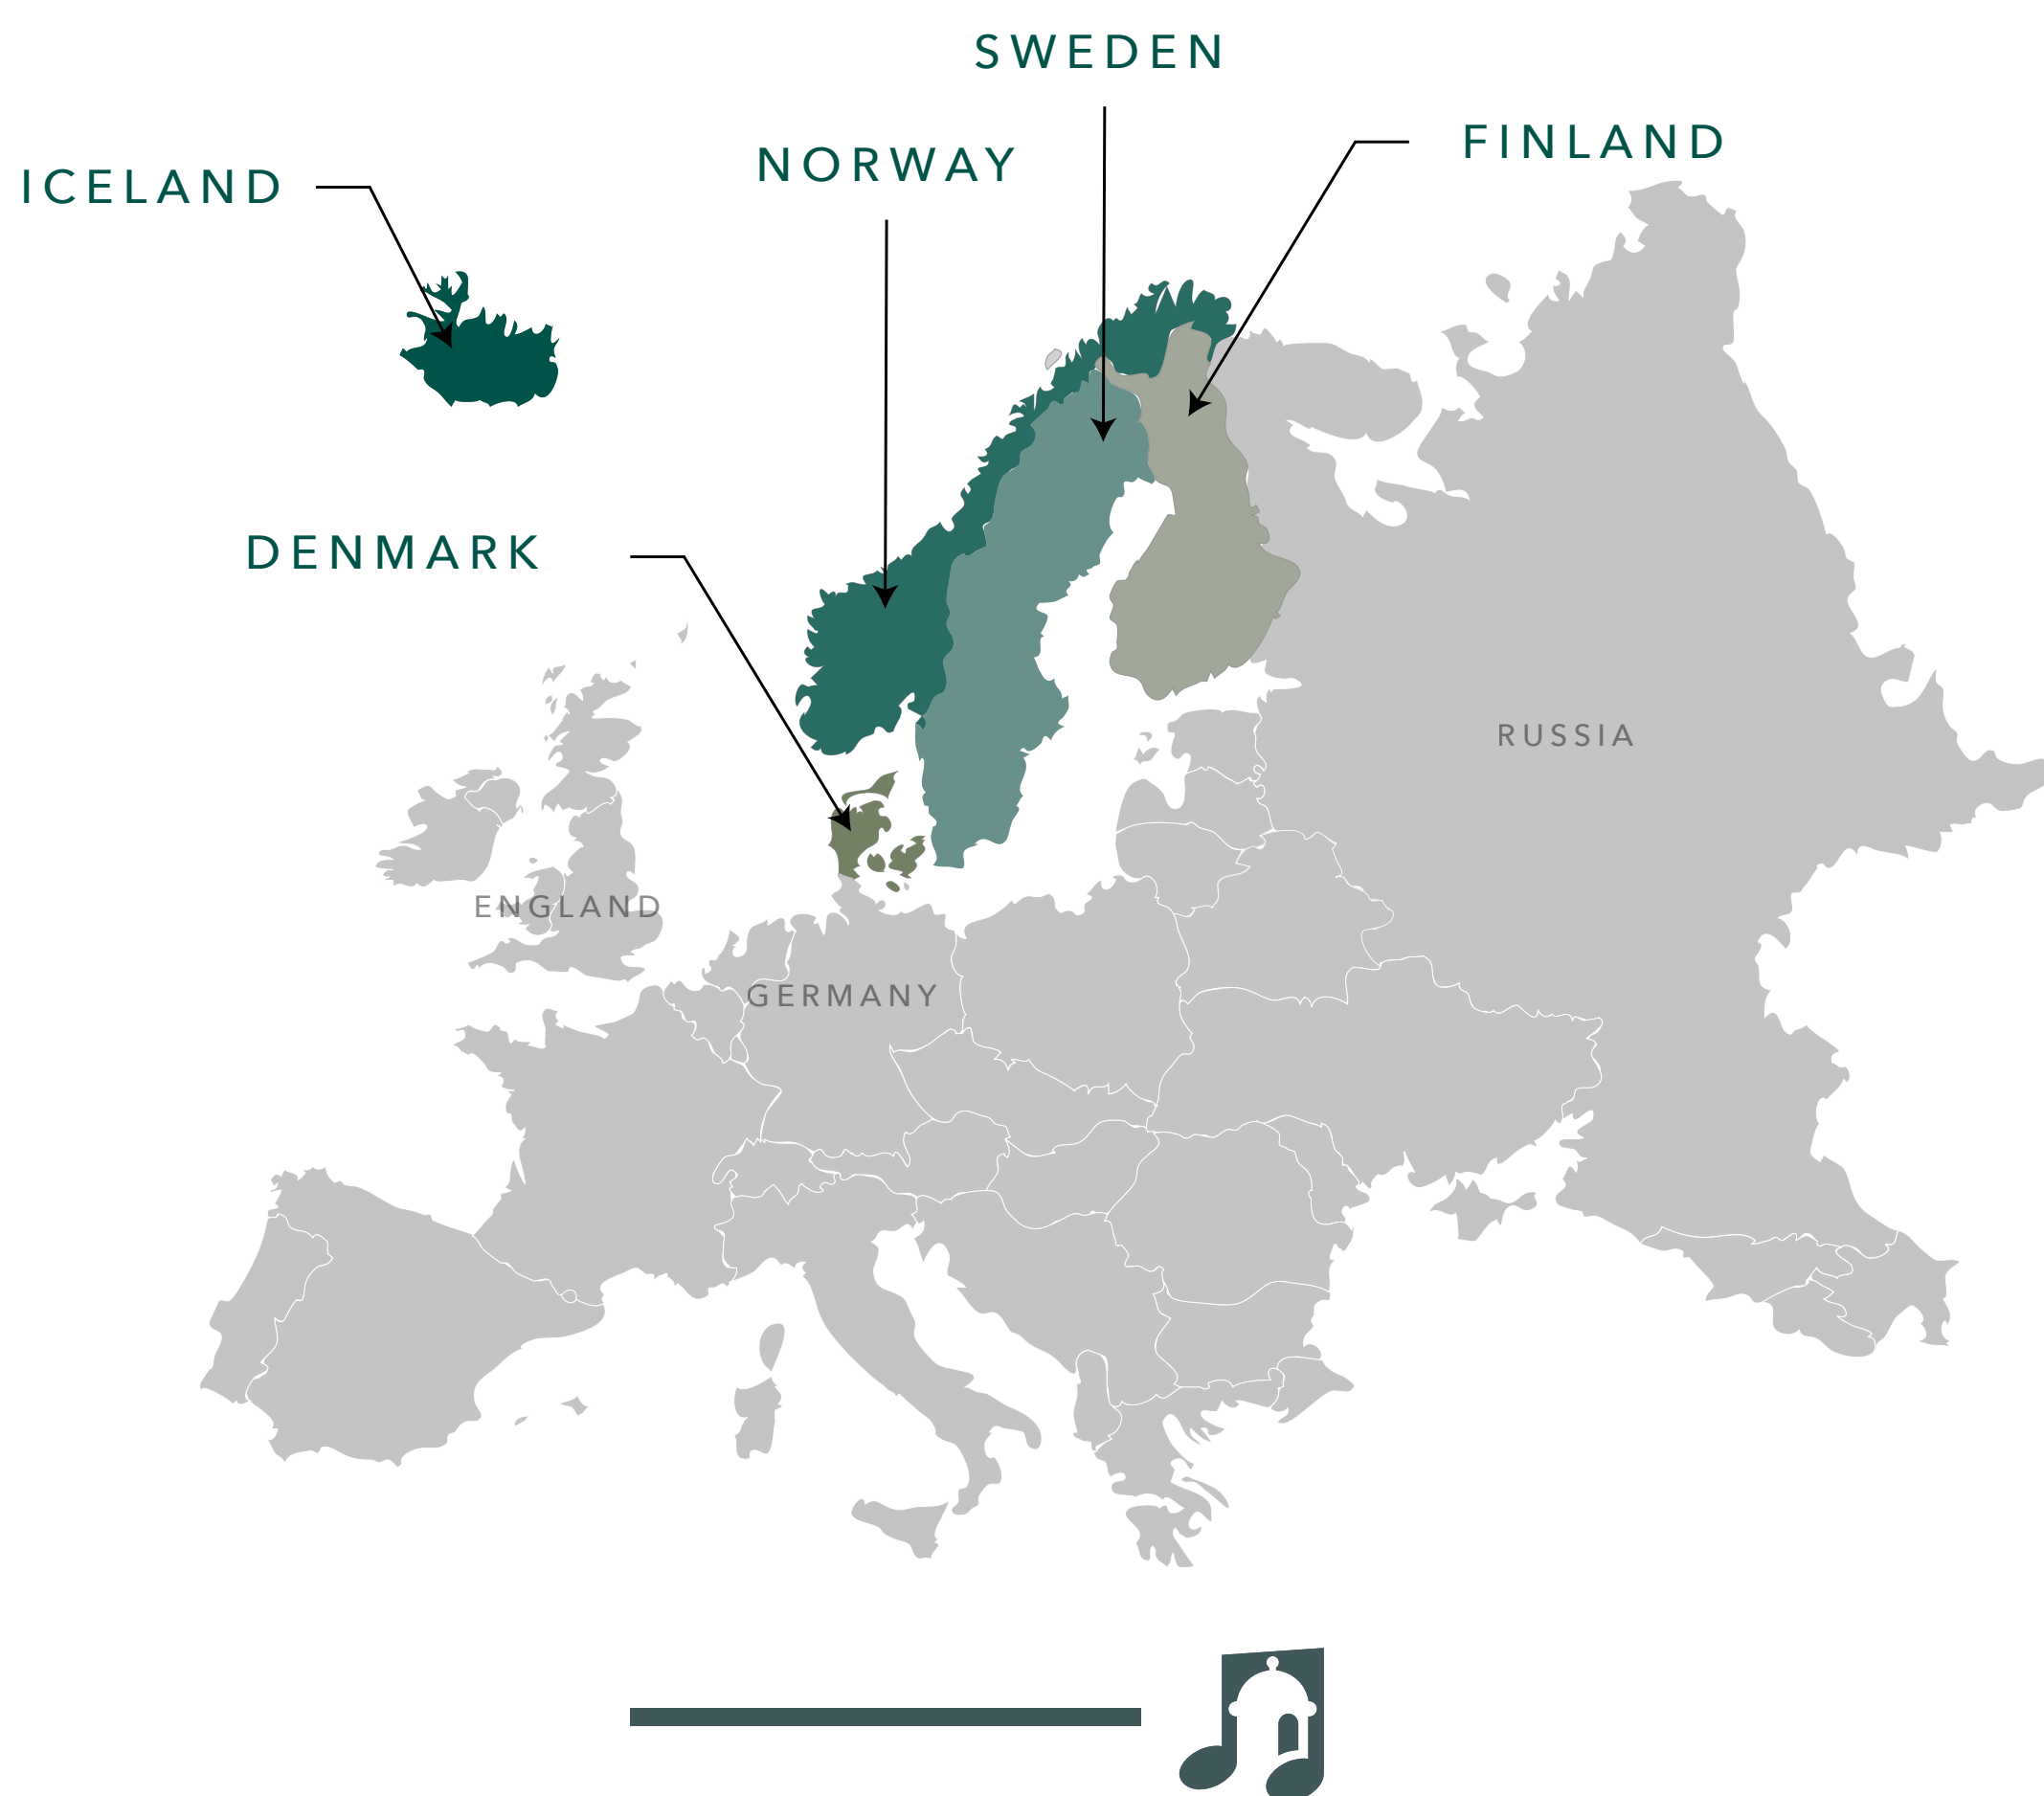 SWEDEN
FINLAND
NORWAY
ICELAND
DENMARK
RUSSIA
ENGLAND
GERMANY